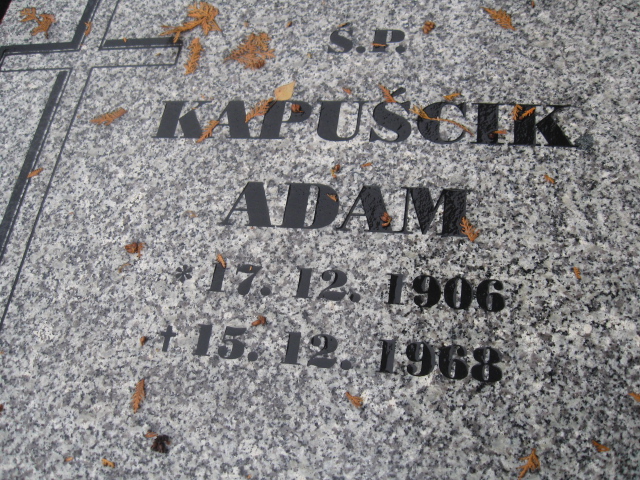 Ś.P.
KAPUŚCIK
ADAM
* 17. 12. 1906
† 15. 12. 1968